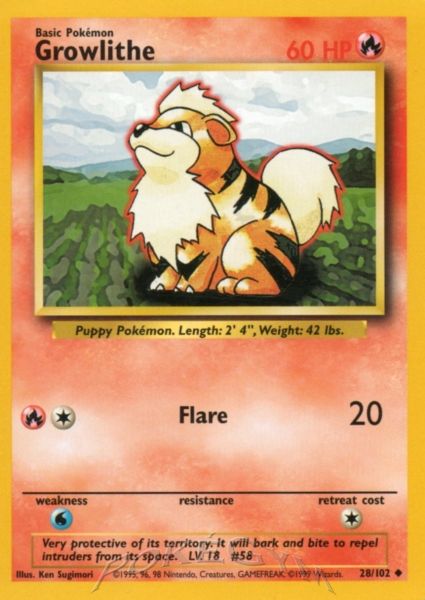 Basic Pokémon
Growlithe 60 HP
Puppy Pokémon. Length: 2' 4", Weight: 42 lbs.
Flare 20
weakness resistance retreat cost
Very protective of its territory. It will bark and bite to repel
intruders from its space. LV. 18 #58
Illus. Ken Sugimori ©1995, 96, 98 Nintendo, Creatures, GAMEFREAK. ©1999 Wizards. 28/102